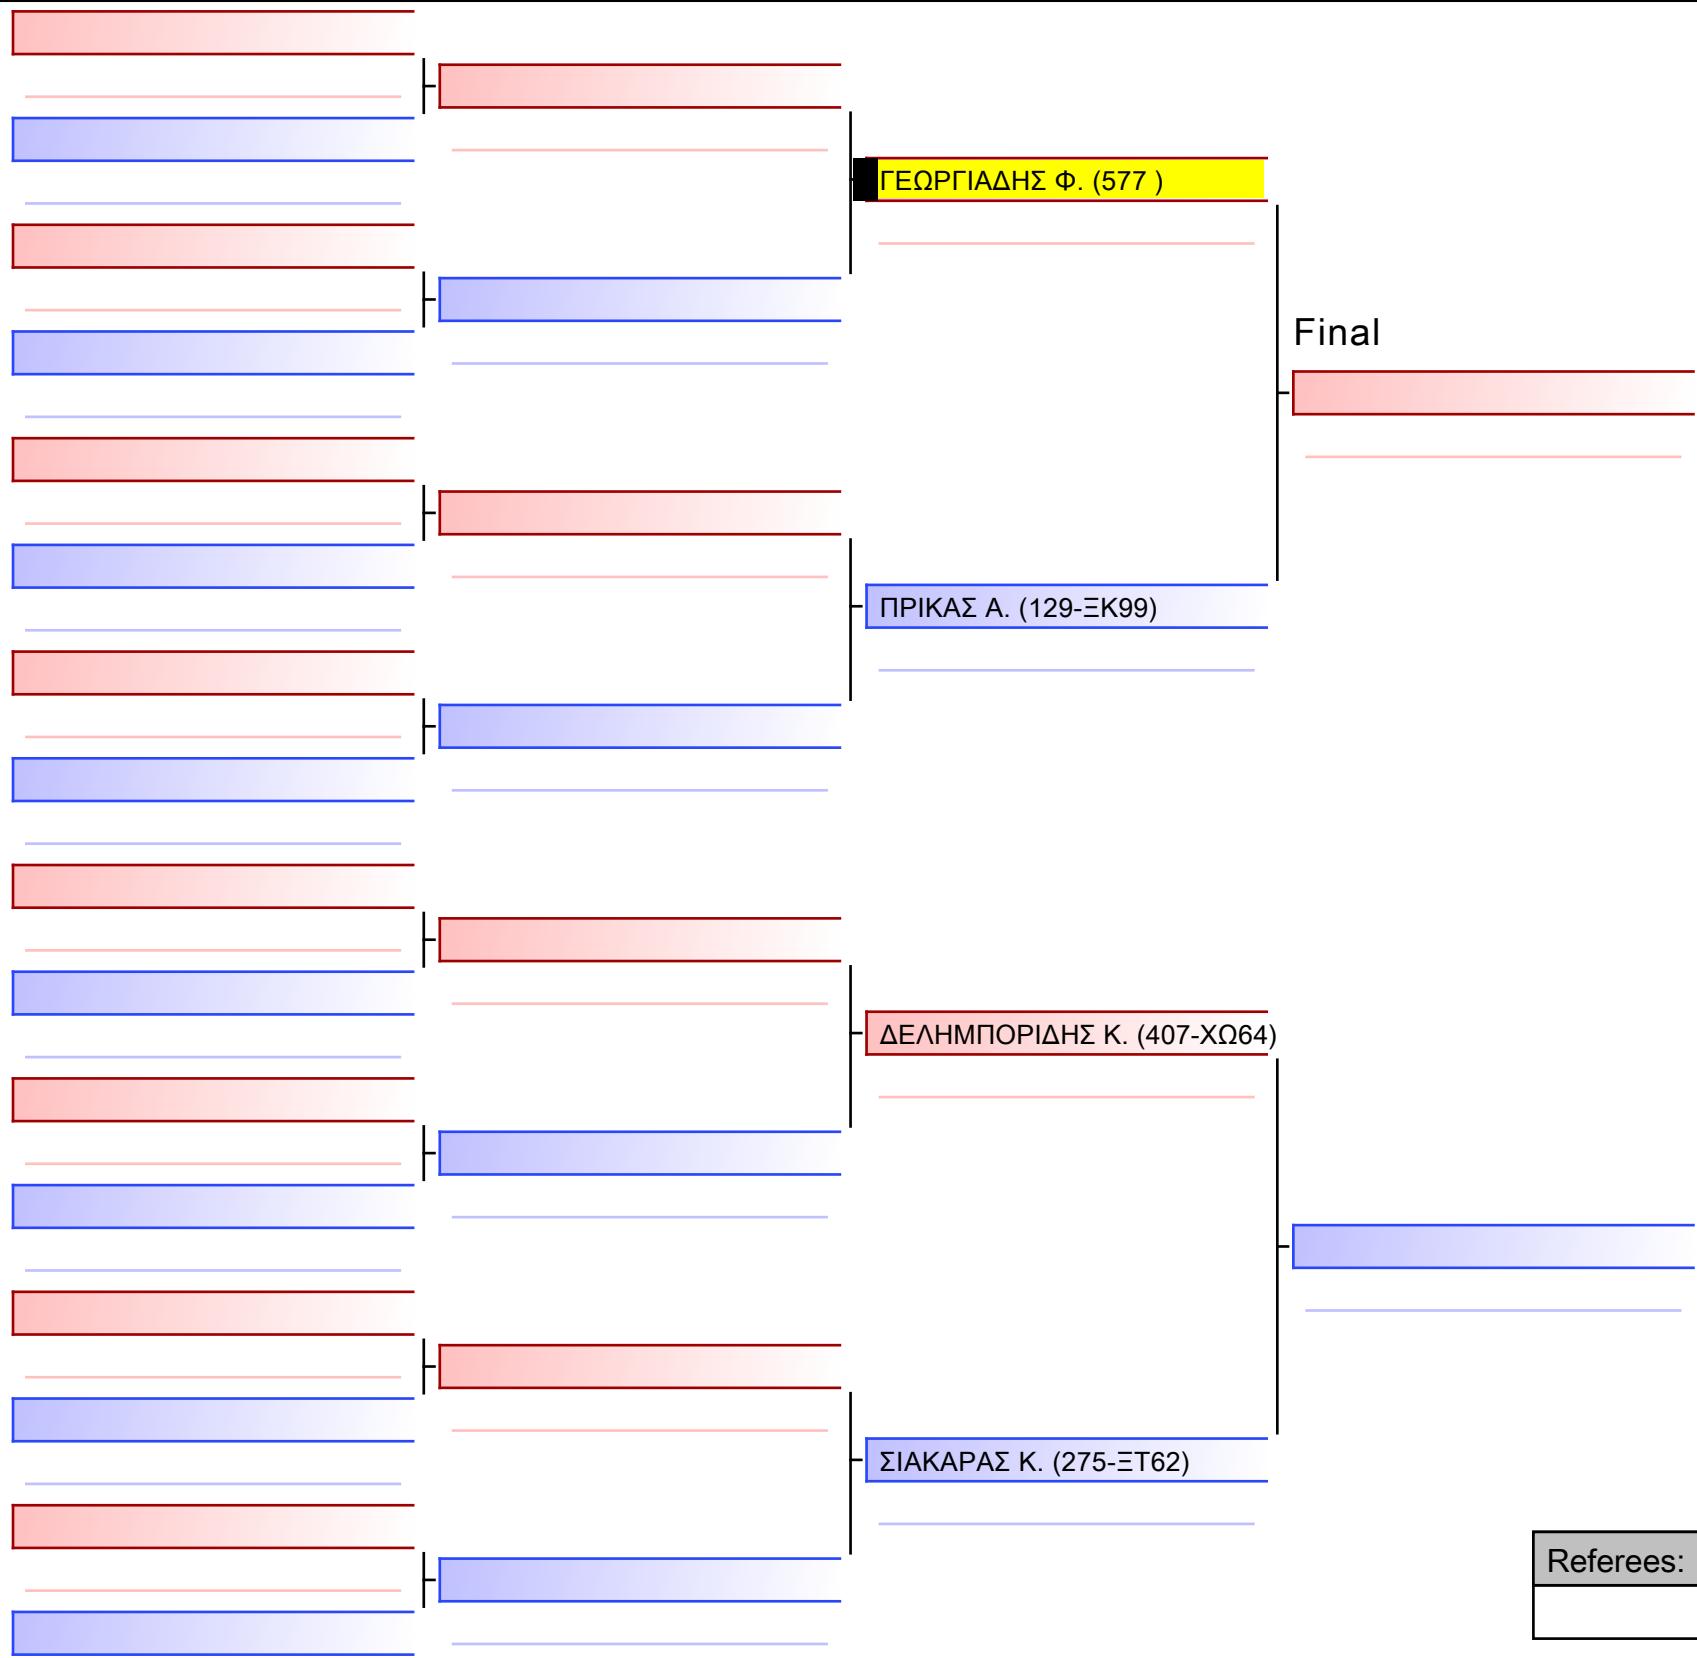 ΓΕΩΡΓΙΑΔΗΣ Φ. (577 )
Final
ΠΡΙΚΑΣ Α. (129-ΞΚ99)
ΔΕΛΗΜΠΟΡΙΔΗΣ Κ. (407-ΧΩ64)
ΣΙΑΚΑΡΑΣ Κ. (275-ΞΤ62)
Referees: